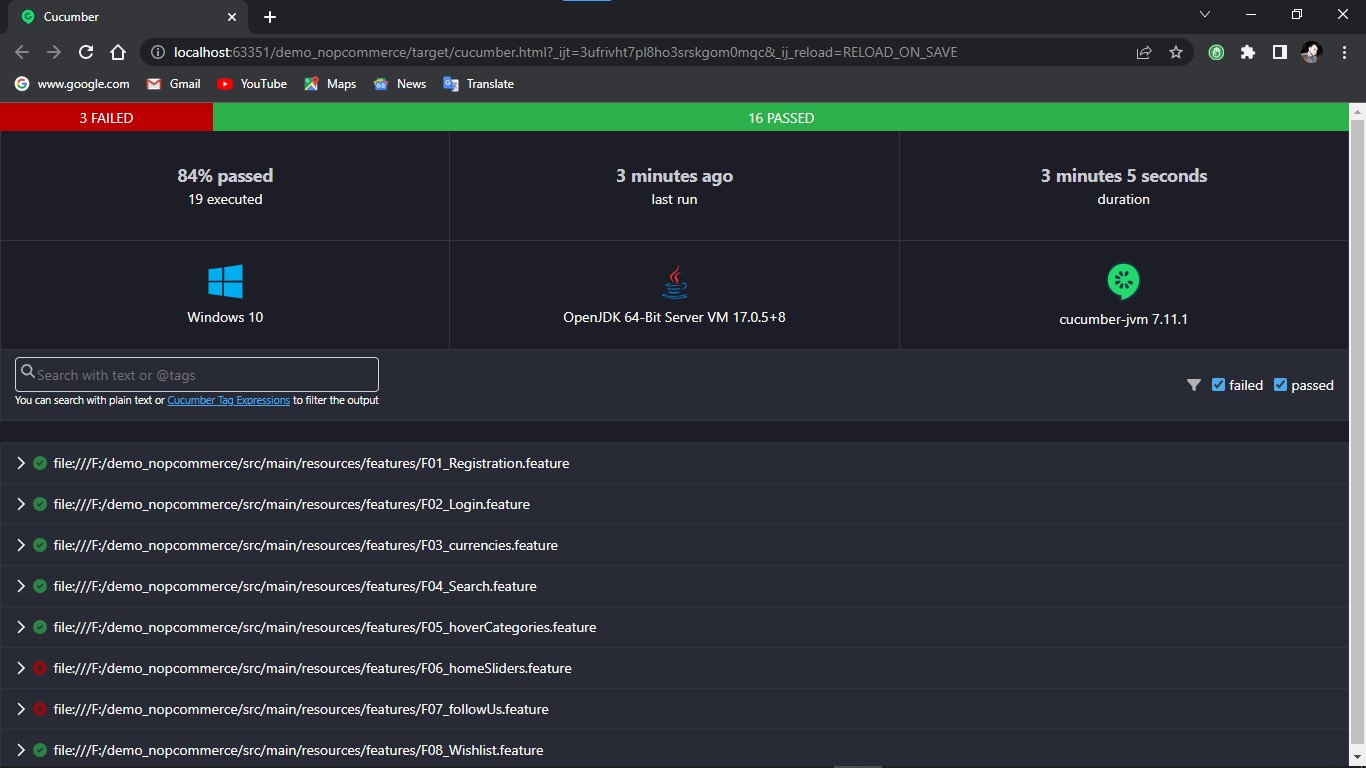 Cucumber
localhost:63351/demo_nopcommerce/target/cucumber.html?_ijt=3ufrivht7pl8ho3srskgom0mqc&_ij_reload=RELOAD_ON_SAVE
www.google.com Gmail YouTube Maps News Translate
3 FAILED 16 PASSED
84% passed 3 minutes ago 3 minutes 5 seconds
19 executed last run duration
Windows 10 OpenJDK 64-Bit Server VM 17.0.5+8 cucumber-jvm 7.11.1
Search with text or @tags
failed passed
You can search with plain text or Cucumber Tag Expressions to filter the output
file:///F:/demo_nopcommerce/src/main/resources/features/F01_Registration.feature
file:///F:/demo_nopcommerce/src/main/resources/features/F02_Login.feature
file:///F:/demo_nopcommerce/src/main/resources/features/F03_currencies.feature
file:///F:/demo_nopcommerce/src/main/resources/features/F04_Search.feature
file:///F:/demo_nopcommerce/src/main/resources/features/F05_hoverCategories.feature
file:///F:/demo_nopcommerce/src/main/resources/features/F06_homeSliders.feature
file:///F:/demo_nopcommerce/src/main/resources/features/F07_followUs.feature
file:///F:/demo_nopcommerce/src/main/resources/features/F08_Wishlist.feature